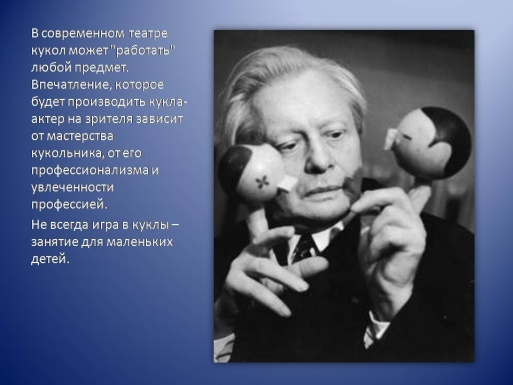 В современном театре
кукол может "работать"
любой предмет.
Впечатление, которое
будет производить кукла-
актер на зрителя зависит
от мастерства
кукольника, от его
профессионализма и
увлеченности
профессией.
Не всегда игра в куклы –
занятие для маленьких
детей.